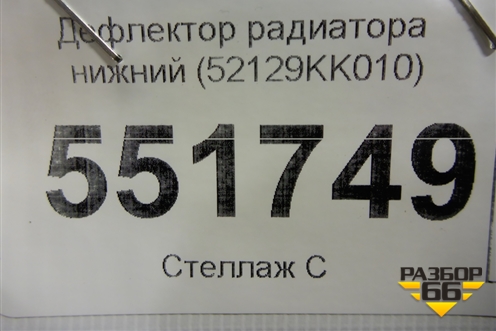 Дефлектор радиатора
нижний (52129KK010)
551749
Стеллаж С
РАЗБОР
66